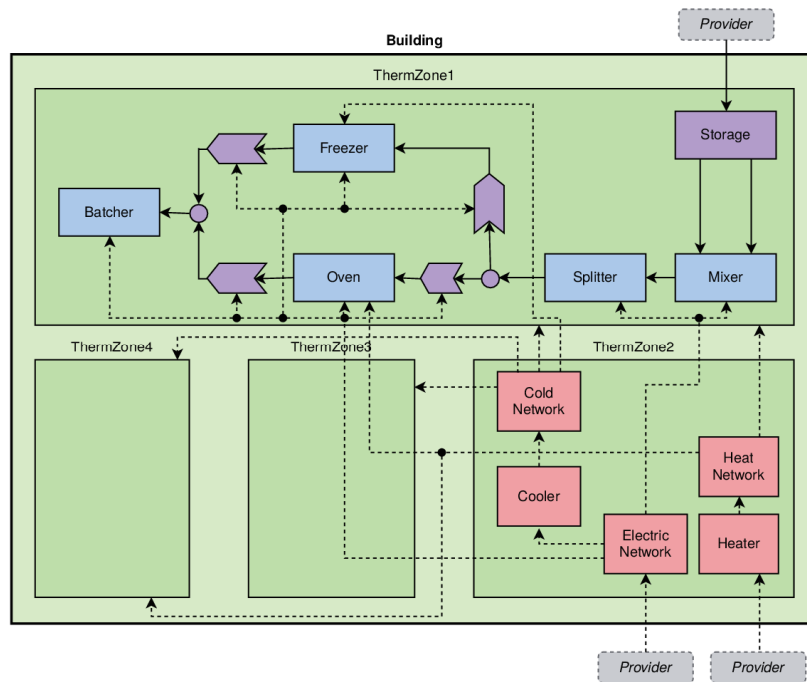 Provider
Building
ThermZone1
Storage
Freezer
Batcher
Oven
Splitter
Mixer
ThermZone4
ThermZone3
ThermZone2
Cold
Network
Heat
Network
Cooler
Electric
Network
Heater
Provider
Provider